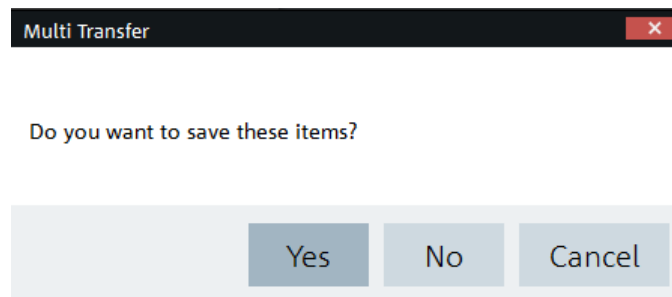 Multi Transfer
Do you want to save these items?
Yes No Cancel